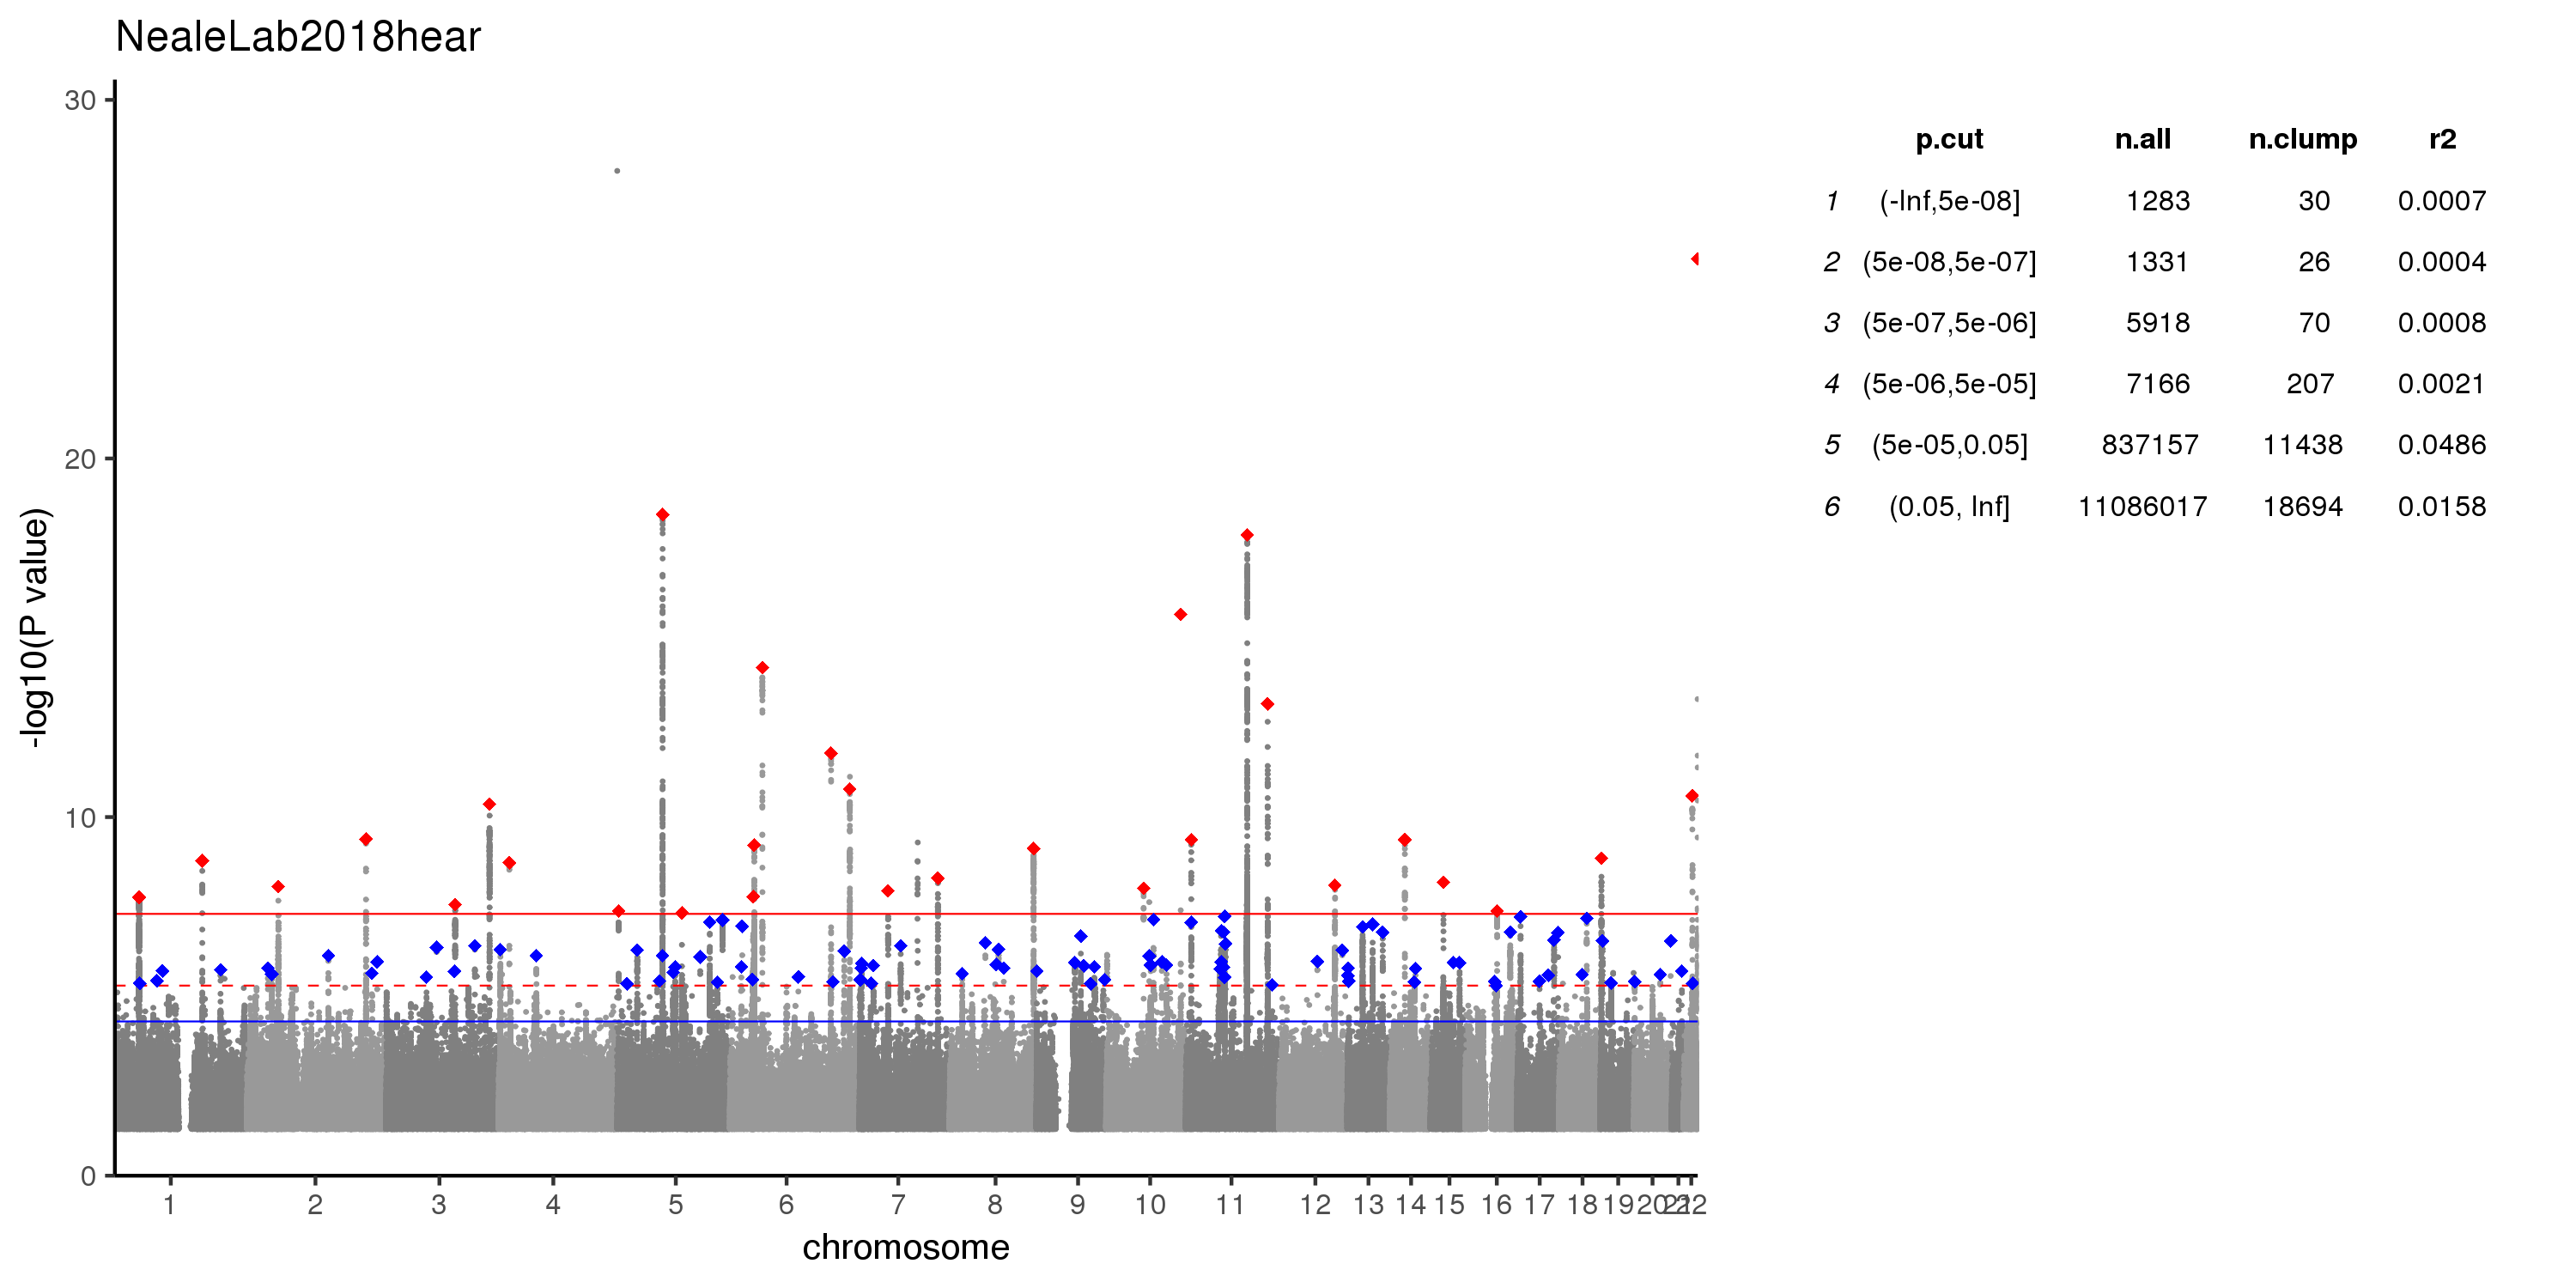 NealeLab2018hear
30
20
10
0
-log10(P value)
1 2 3 4 5 6 7 8 9 10 11 12 13 14 15 16 17 18 19 20 21 22
chromosome
p.cut n.all n.clump r2
1 (-Inf,5e-08] 1283 30 0.0007
2 (5e-08,5e-07] 1331 26 0.0004
3 (5e-07,5e-06] 5918 70 0.0008
4 (5e-06,5e-05] 7166 207 0.0021
5 (5e-05,0.05] 837157 11438 0.0486
6 (0.05, Inf] 11086017 18694 0.0158